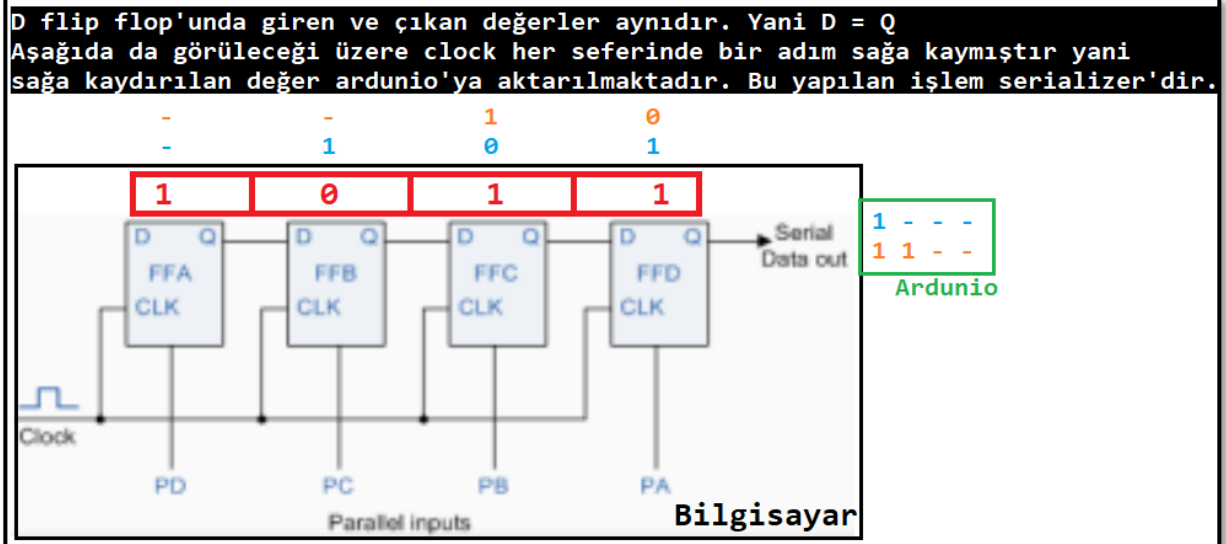 D flip flop'unda giren ve çıkan değerler aynıdır. Yani D = Q
Aşağıda da görüleceği üzere clock her seferinde bir adım sağa kaymıştır yani
sağa kaydırılan değer ardunio'ya aktarılmaktadır. Bu yapılan işlem serializer'dir.
- - 1 0
- 1 0 1
1 0 1 1
D Q D Q D Q D Q
FFA FFB FFC FFD
CLK CLK CLK CLK
Serial
Data out
1 - - -
1 1 - -
Ardunio
Clock
PD PC PB PA
Parallel inputs
Bilgisayar